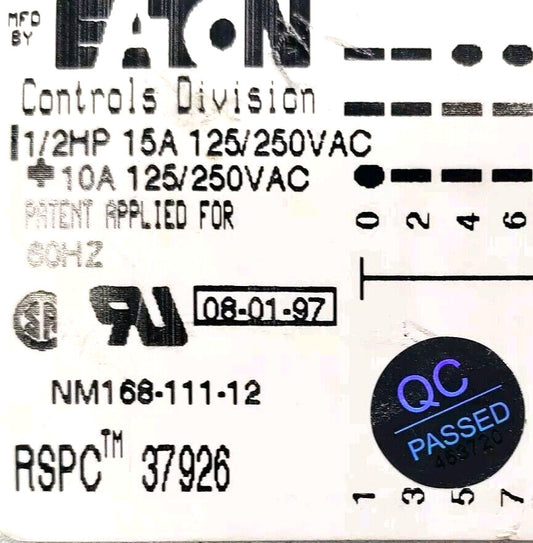 MFD
BY
EATON
Controls Division
1/2HP 15A 125/250VAC
10A 125/250VAC
PATENT APPLIED FOR
60HZ
08-01-97
NM168-111-12
RSPC™ 37926
0 2 4 6
QC
PASSED
463720
1 3 5 7